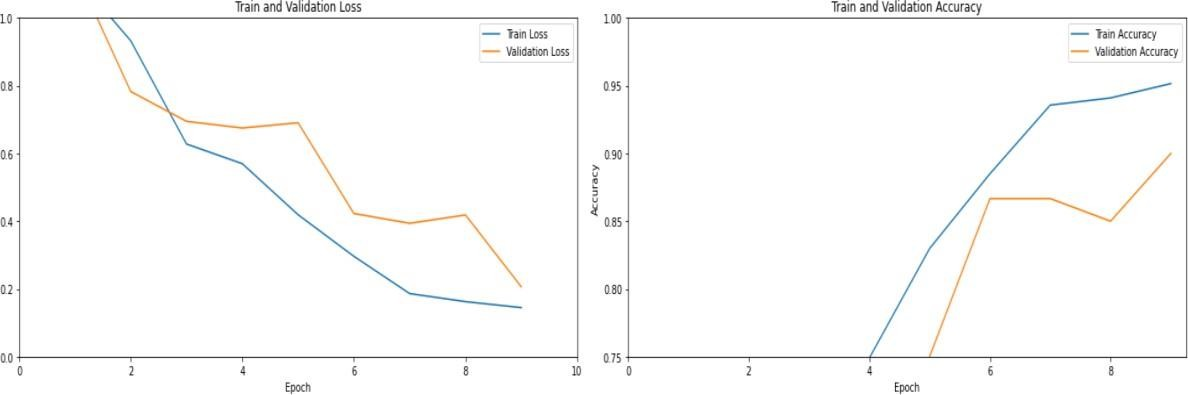 Train and Validation Loss
1.0
0.8
0.6
0.4
0.2
0.0
2
4
6
8
10
Epoch
Train Loss
Validation Loss
Train and Validation Accuracy
Accuracy
1.00
0.95
0.90
0.85
0.80
0.75
0
2
4
6
8
Epoch
Train Accuracy
Validation Accuracy